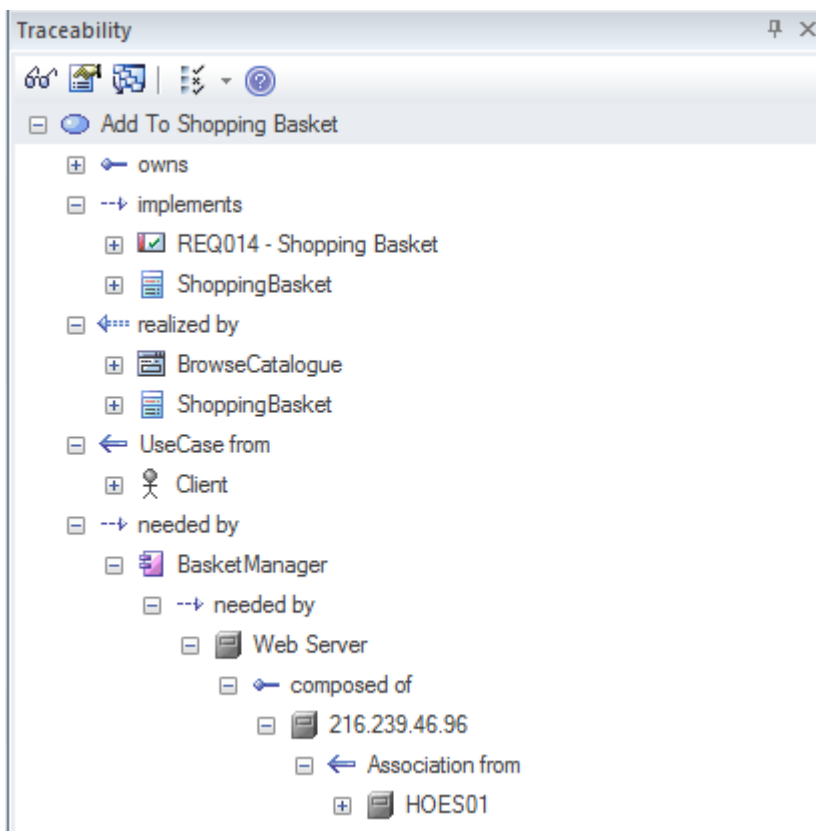 Traceability
Add To Shopping Basket
owns
implements
REQ014 - Shopping Basket
ShoppingBasket
realized by
BrowseCatalogue
ShoppingBasket
UseCase from
Client
needed by
BasketManager
needed by
Web Server
composed of
216.239.46.96
Association from
HOES01